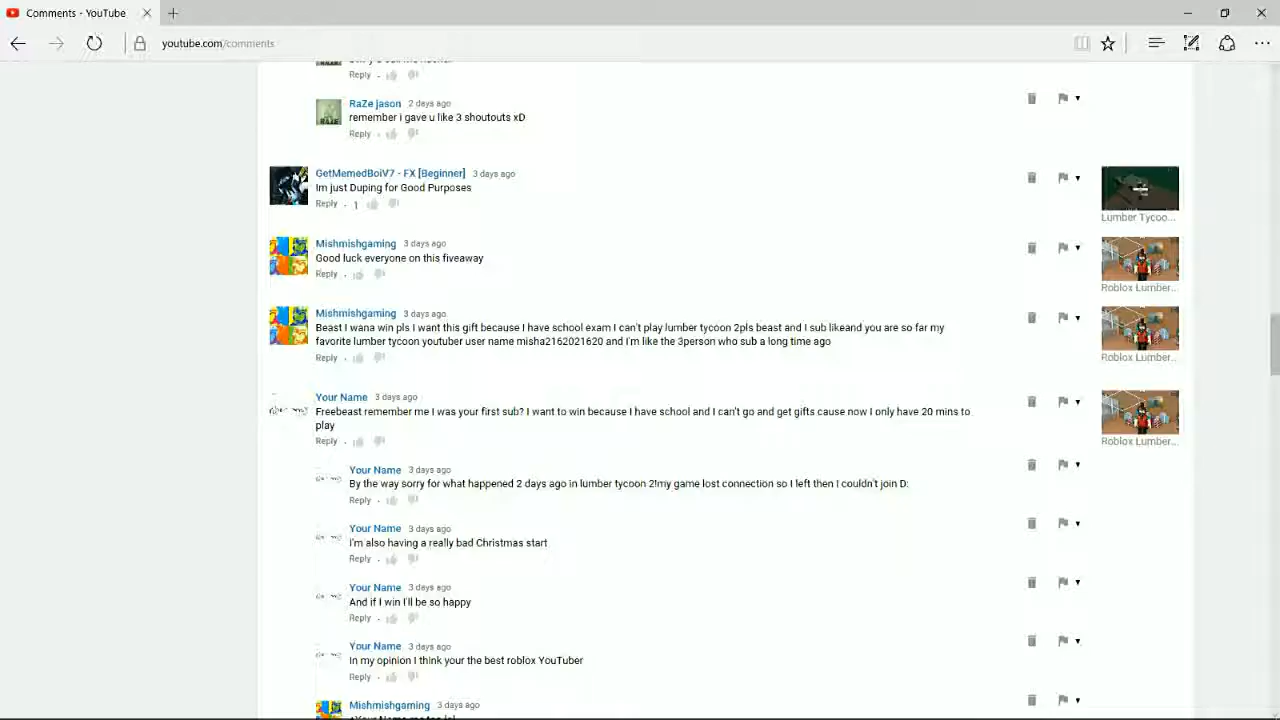 Comments - YouTube
youtube.com/comments
Reply
RaZe jason 2 days ago
remember i gave u like 3 shoutouts xD
Reply
GetMemedBoiV7 - FX [Beginner] 3 days ago
Im just Duping for Good Purposes
Reply 1
Lumber Tycoo...
Mishmishgaming 3 days ago
Good luck everyone on this fiveaway
Reply
Roblox Lumber...
Mishmishgaming 3 days ago
Beast I wana win pls I want this gift because I have school exam I can't play lumber tycoon 2pls beast and I sub likeand you are so far my
favorite lumber tycoon youtuber user name misha2162021620 and I'm like the 3person who sub a long time ago
Reply
Roblox Lumber...
Your Name 3 days ago
Freebeast remember me I was your first sub? I want to win because I have school and I can't go and get gifts cause now I only have 20 mins to
play
Reply
Roblox Lumber...
Your Name 3 days ago
By the way sorry for what happened 2 days ago in lumber tycoon 2!my game lost connection so I left then I couldn't join D:
Reply
Your Name 3 days ago
I'm also having a really bad Christmas start
Reply
Your Name 3 days ago
And if I win I'll be so happy
Reply
Your Name 3 days ago
In my opinion I think your the best roblox YouTuber
Reply
Mishmishgaming 3 days ago